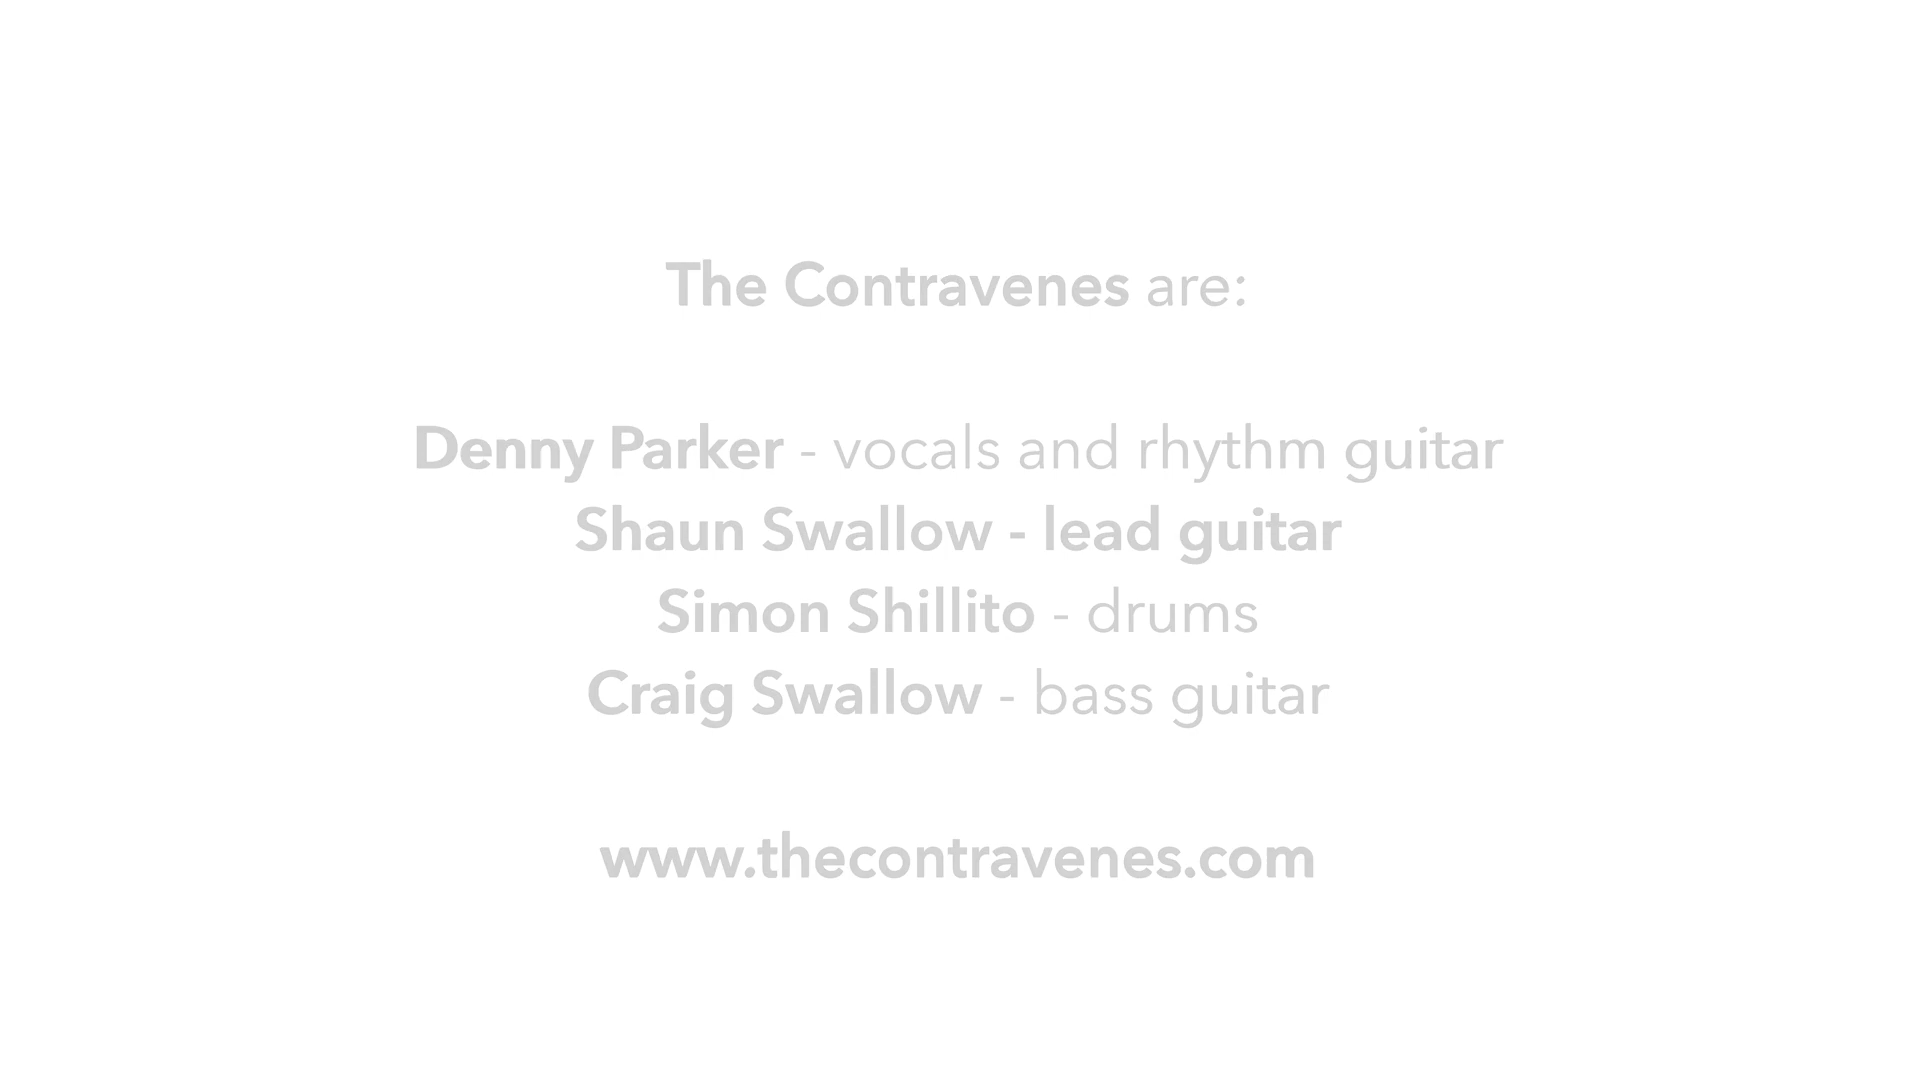 The Contravenes are:
Denny Parker - vocals and rhythm guitar
Shaun Swallow - lead guitar
Simon Shillito - drums
Craig Swallow - bass guitar
www.thecontravenes.com